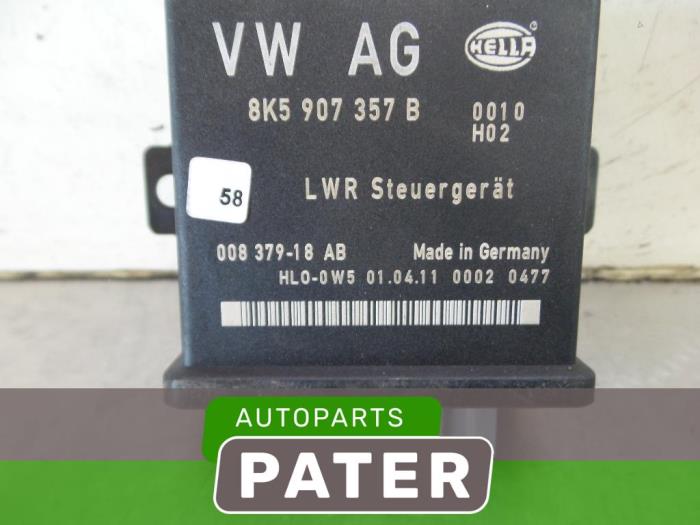 VW AG HELLA
8K5 907 357 B 0010
H02
58 LWR Steuergerät
008 379-18 AB Made in Germany
HLO-0W5 01.04.11 0002 0477
AUTOPARTS
PATER